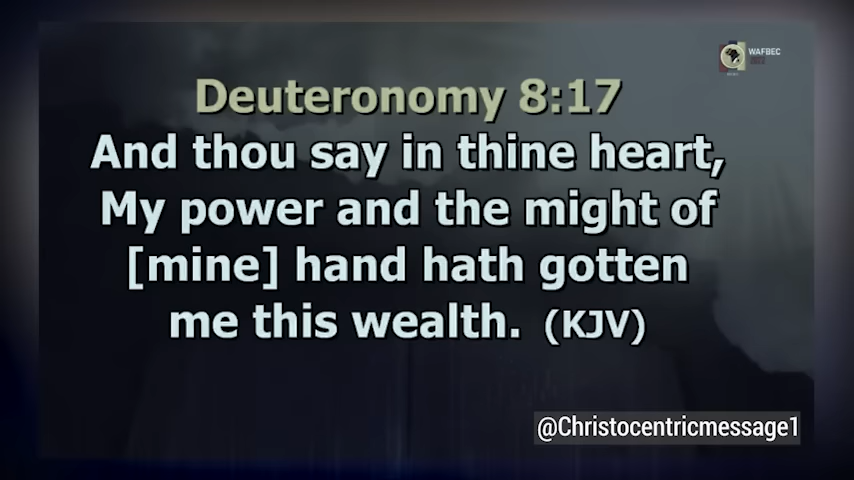 WAFBEC
Deuteronomy 8:17
And thou say in thine heart,
My power and the might of
[mine] hand hath gotten
me this wealth. (KJV)
@Christocentricmessage1